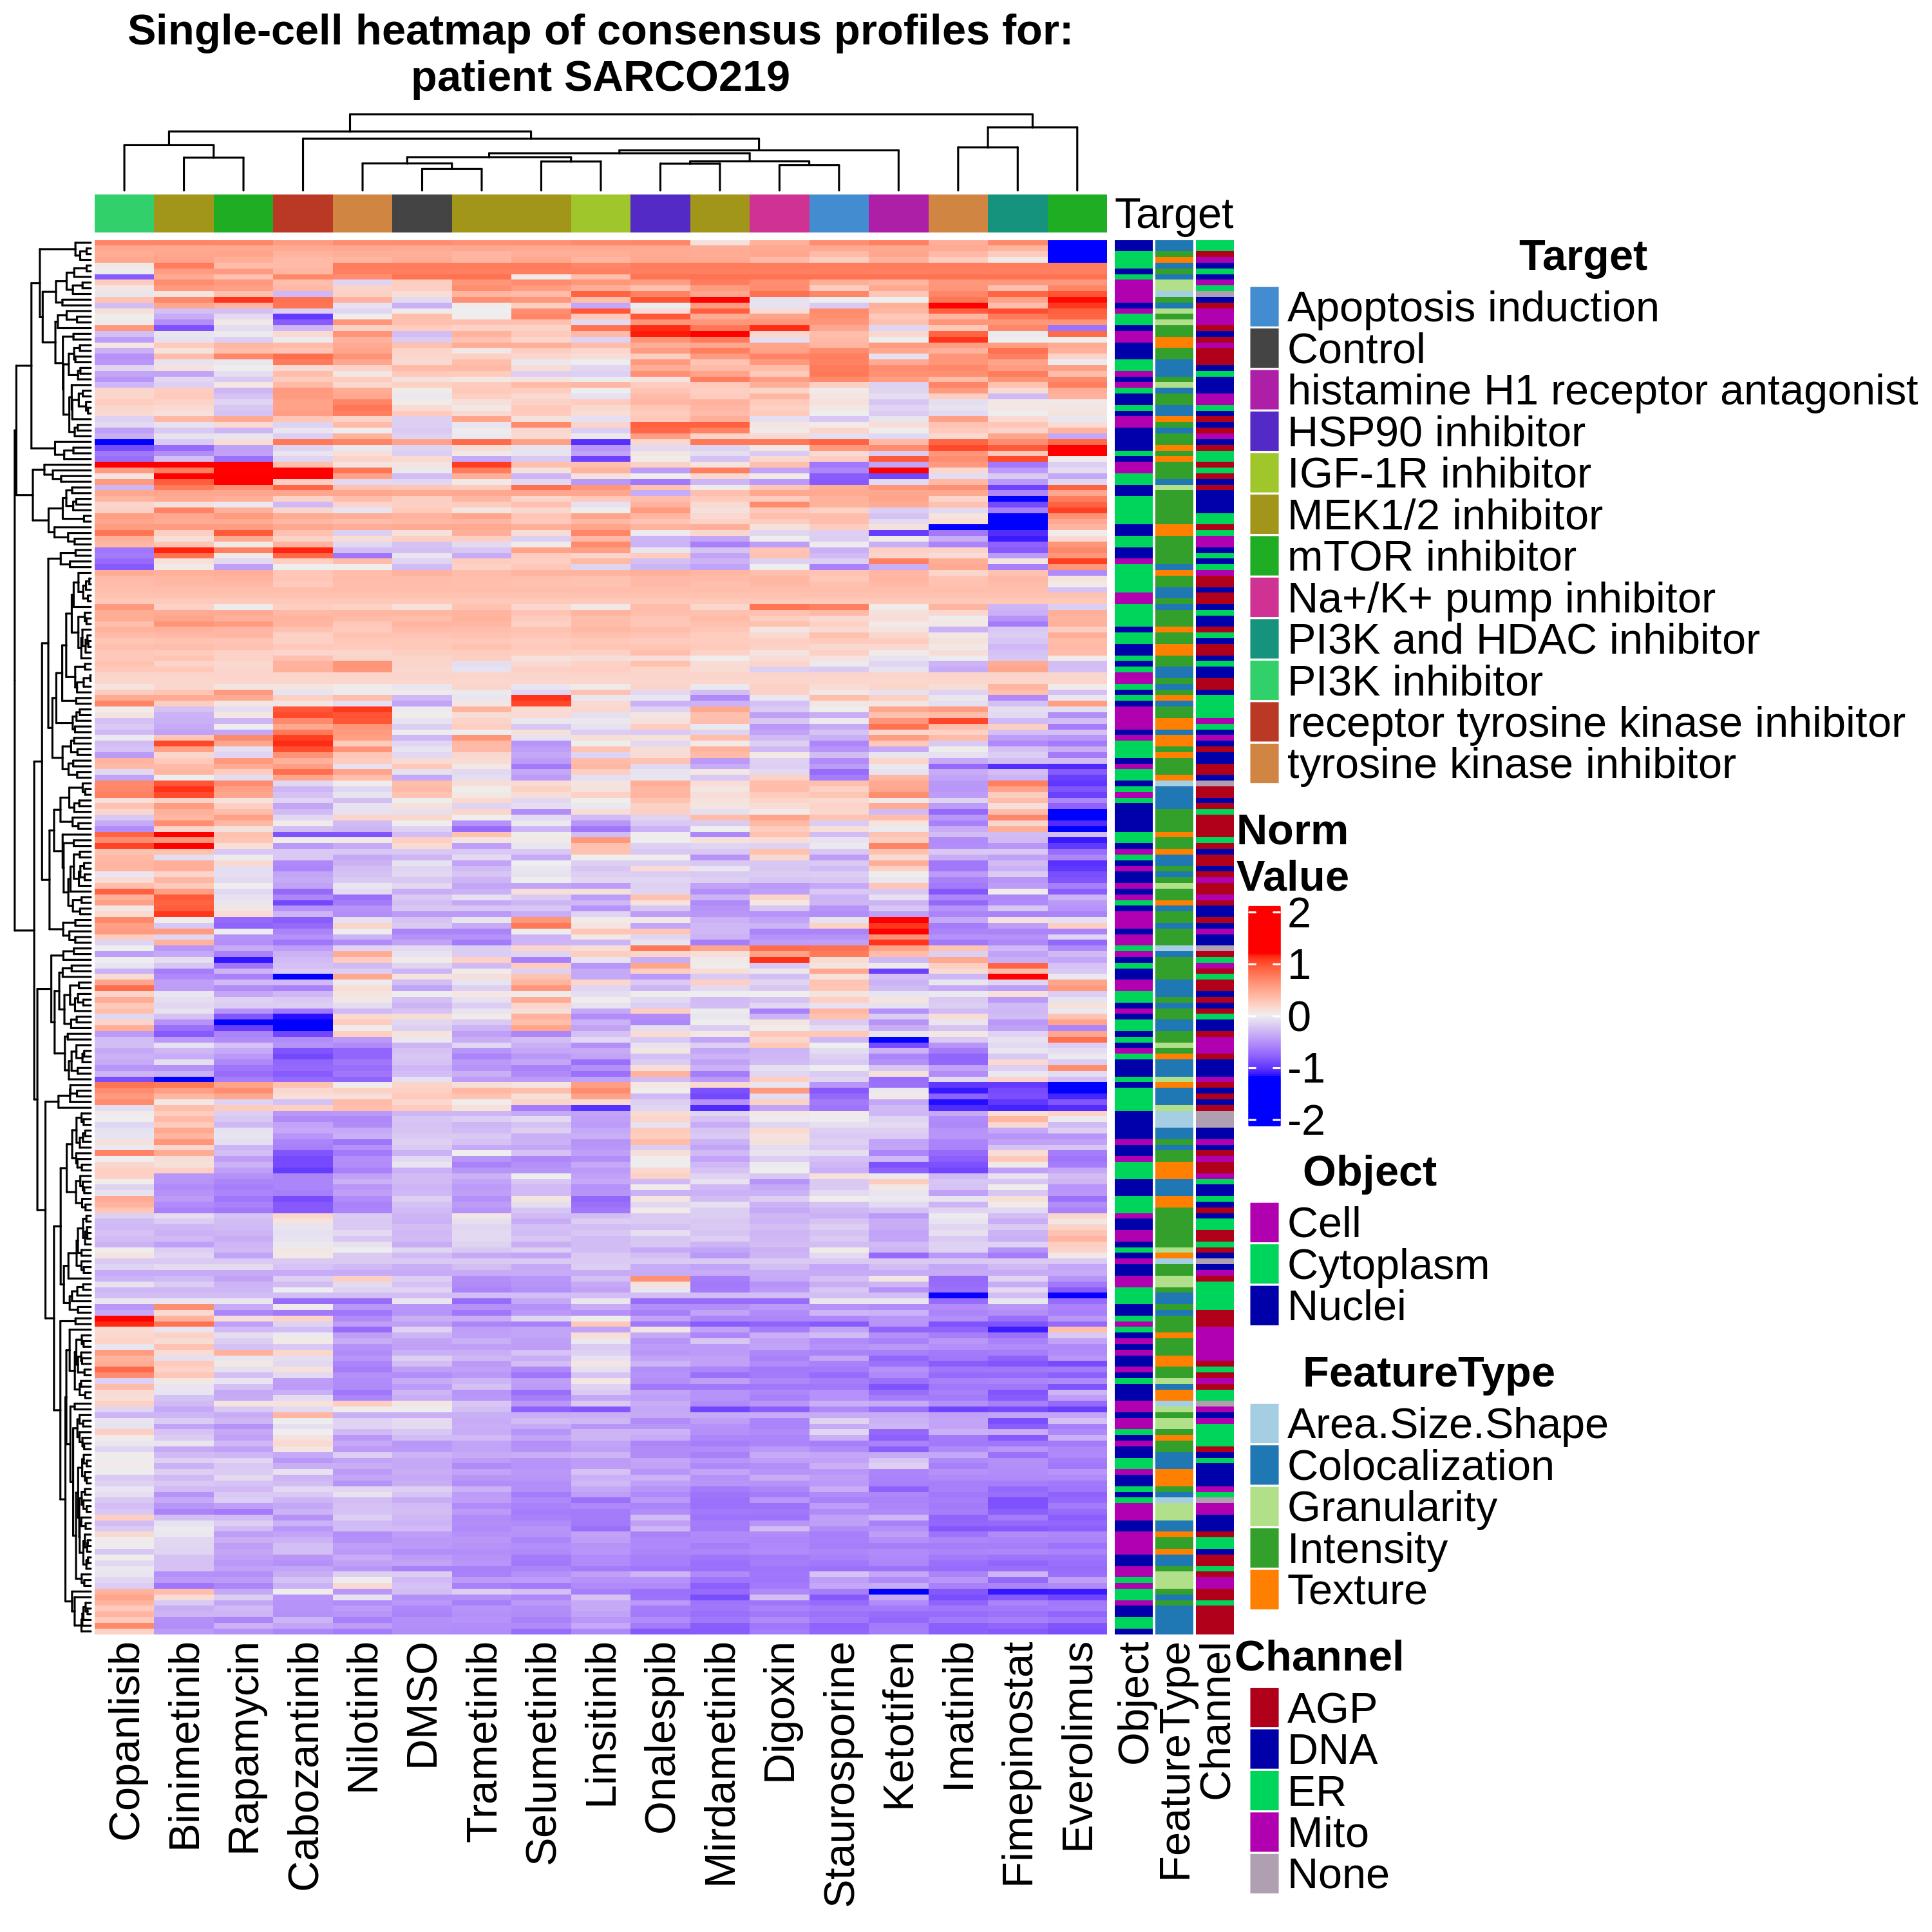 Single-cell heatmap of consensus profiles for:
patient SARCO219
Target
Target
Apoptosis induction
Control
histamine H1 receptor antagonist
HSP90 inhibitor
IGF-1R inhibitor
MEK1/2 inhibitor
mTOR inhibitor
Na+/K+ pump inhibitor
PI3K and HDAC inhibitor
PI3K inhibitor
receptor tyrosine kinase inhibitor
tyrosine kinase inhibitor
Norm
Value
2
1
0
-1
-2
Object
Cell
Cytoplasm
Nuclei
FeatureType
Area.Size.Shape
Colocalization
Granularity
Intensity
Texture
Channel
AGP
DNA
ER
Mito
None
Copanlisib
Binimetinib
Rapamycin
Cabozantinib
Nilotinib
DMSO
Trametinib
Selumetinib
Linsitinib
Onalespib
Mirdametinib
Digoxin
Staurosporine
Ketotifen
Imatinib
Fimepinostat
Everolimus
Object
FeatureType
Channel